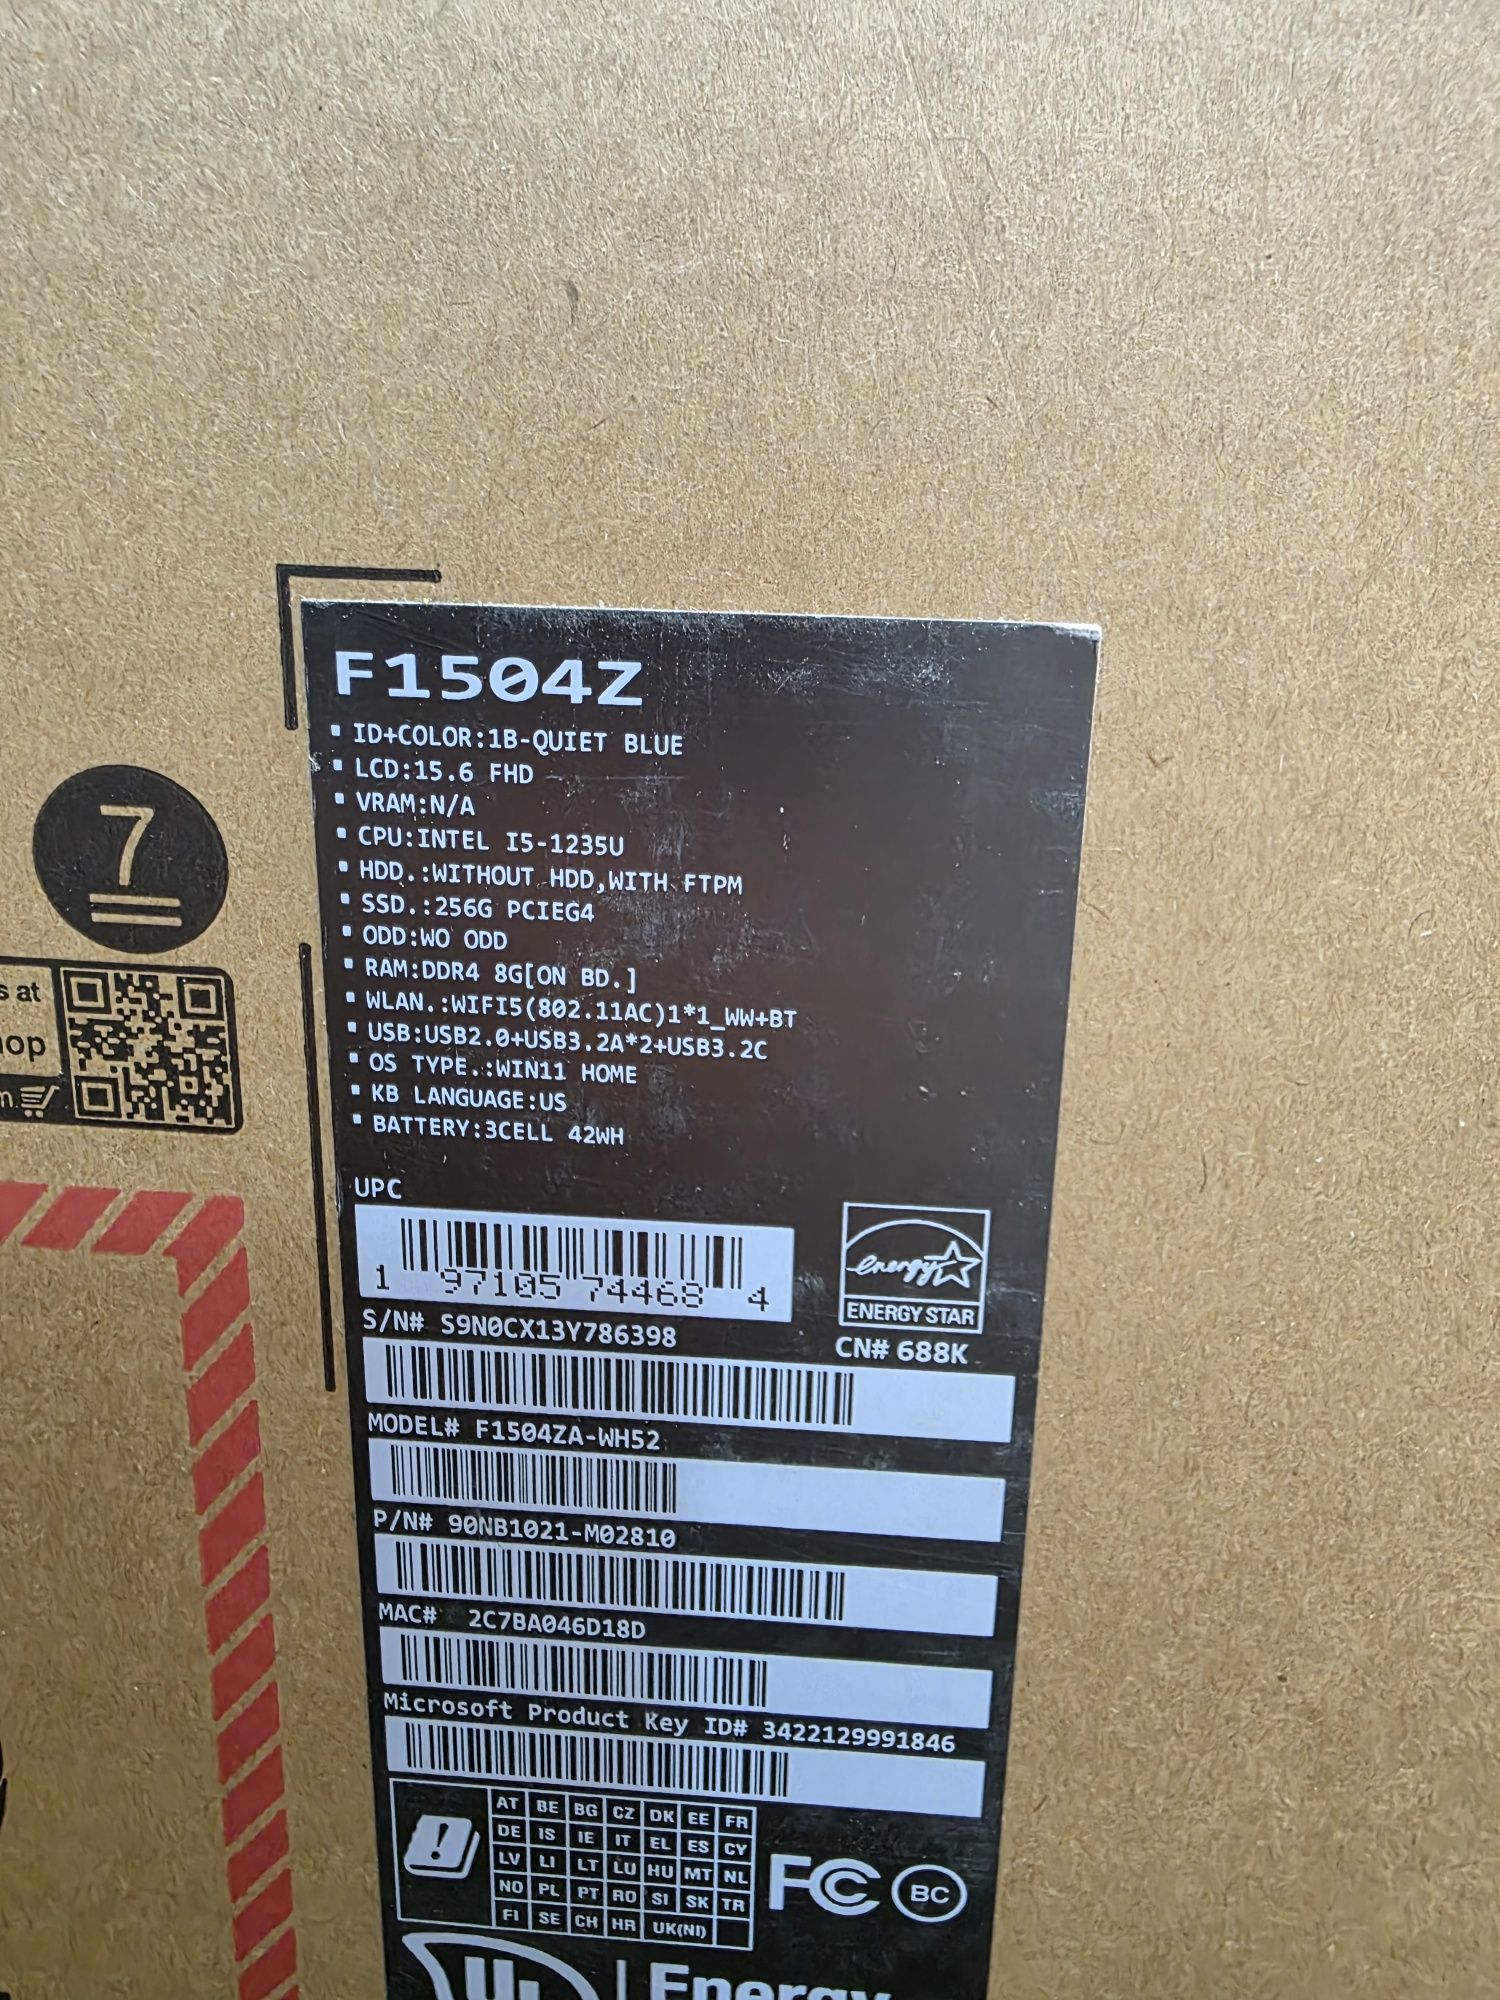 F1504Z
ID+COLOR:1B-QUIET BLUE
LCD:15.6 FHD
VRAM:N/A
CPU:INTEL I5-1235U
HDD.:WITHOUT HDD,WITH FTPM
SSD.:256G PCIEG4
ODD:WO ODD
RAM:DDR4 8G[ON BD.]
WLAN.:WIFI5(802.11AC)1*1_WW+BT
USB:USB2.0+USB3.2A*2+USB3.2C
OS TYPE.:WIN11 HOME
KB LANGUAGE:US
BATTERY:3CELL 42WH
7
s at
UPC
1 97105 74468 4
energy
ENERGY STAR
CN# 688K
S/N# S9N0CX13Y786398
MODEL# F1504ZA-WH52
P/N# 90NB1021-M02810
MAC# 2C7BA046D18D
Microsoft Product Key ID# 3422129991846
AT BE BG CZ DK EE FR
DE IS IE IT EL ES CY
LV LI LT LU HU MT NL
NO PL PT RO SI SK TR
FI SE CH HR UK(NI)
FC BC
UL Energy